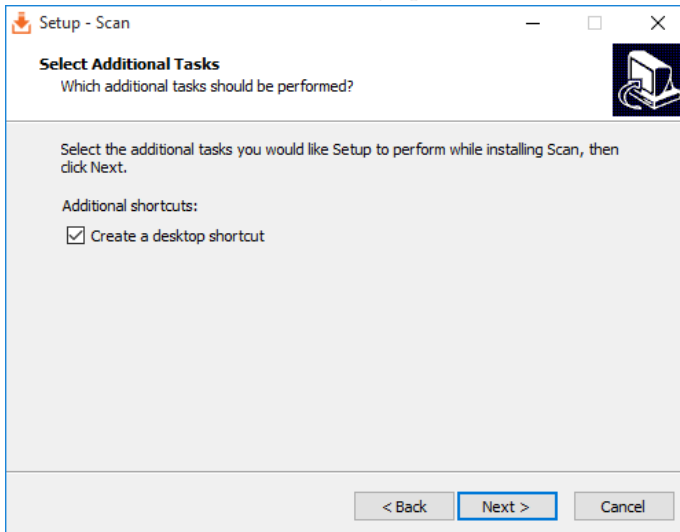 Setup - Scan
Select Additional Tasks
Which additional tasks should be performed?
Select the additional tasks you would like Setup to perform while installing Scan, then
click Next.
Additional shortcuts:
Create a desktop shortcut
< Back
Next >
Cancel